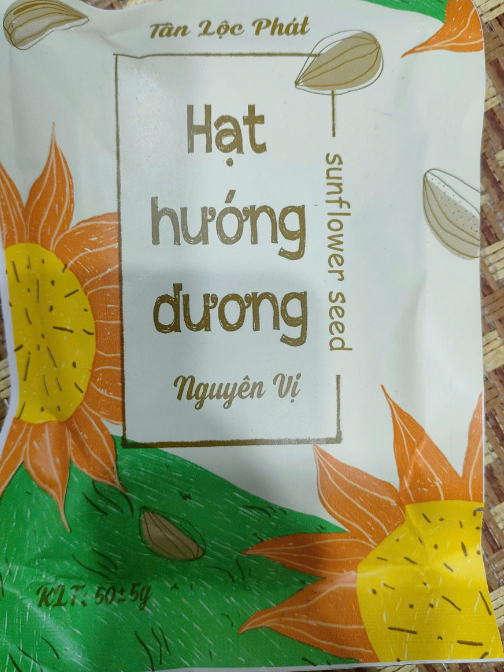 Tân Lộc Phát
Hạt
hướng
dương
sunflower seed
Nguyên Vị
KLT: 50±5g